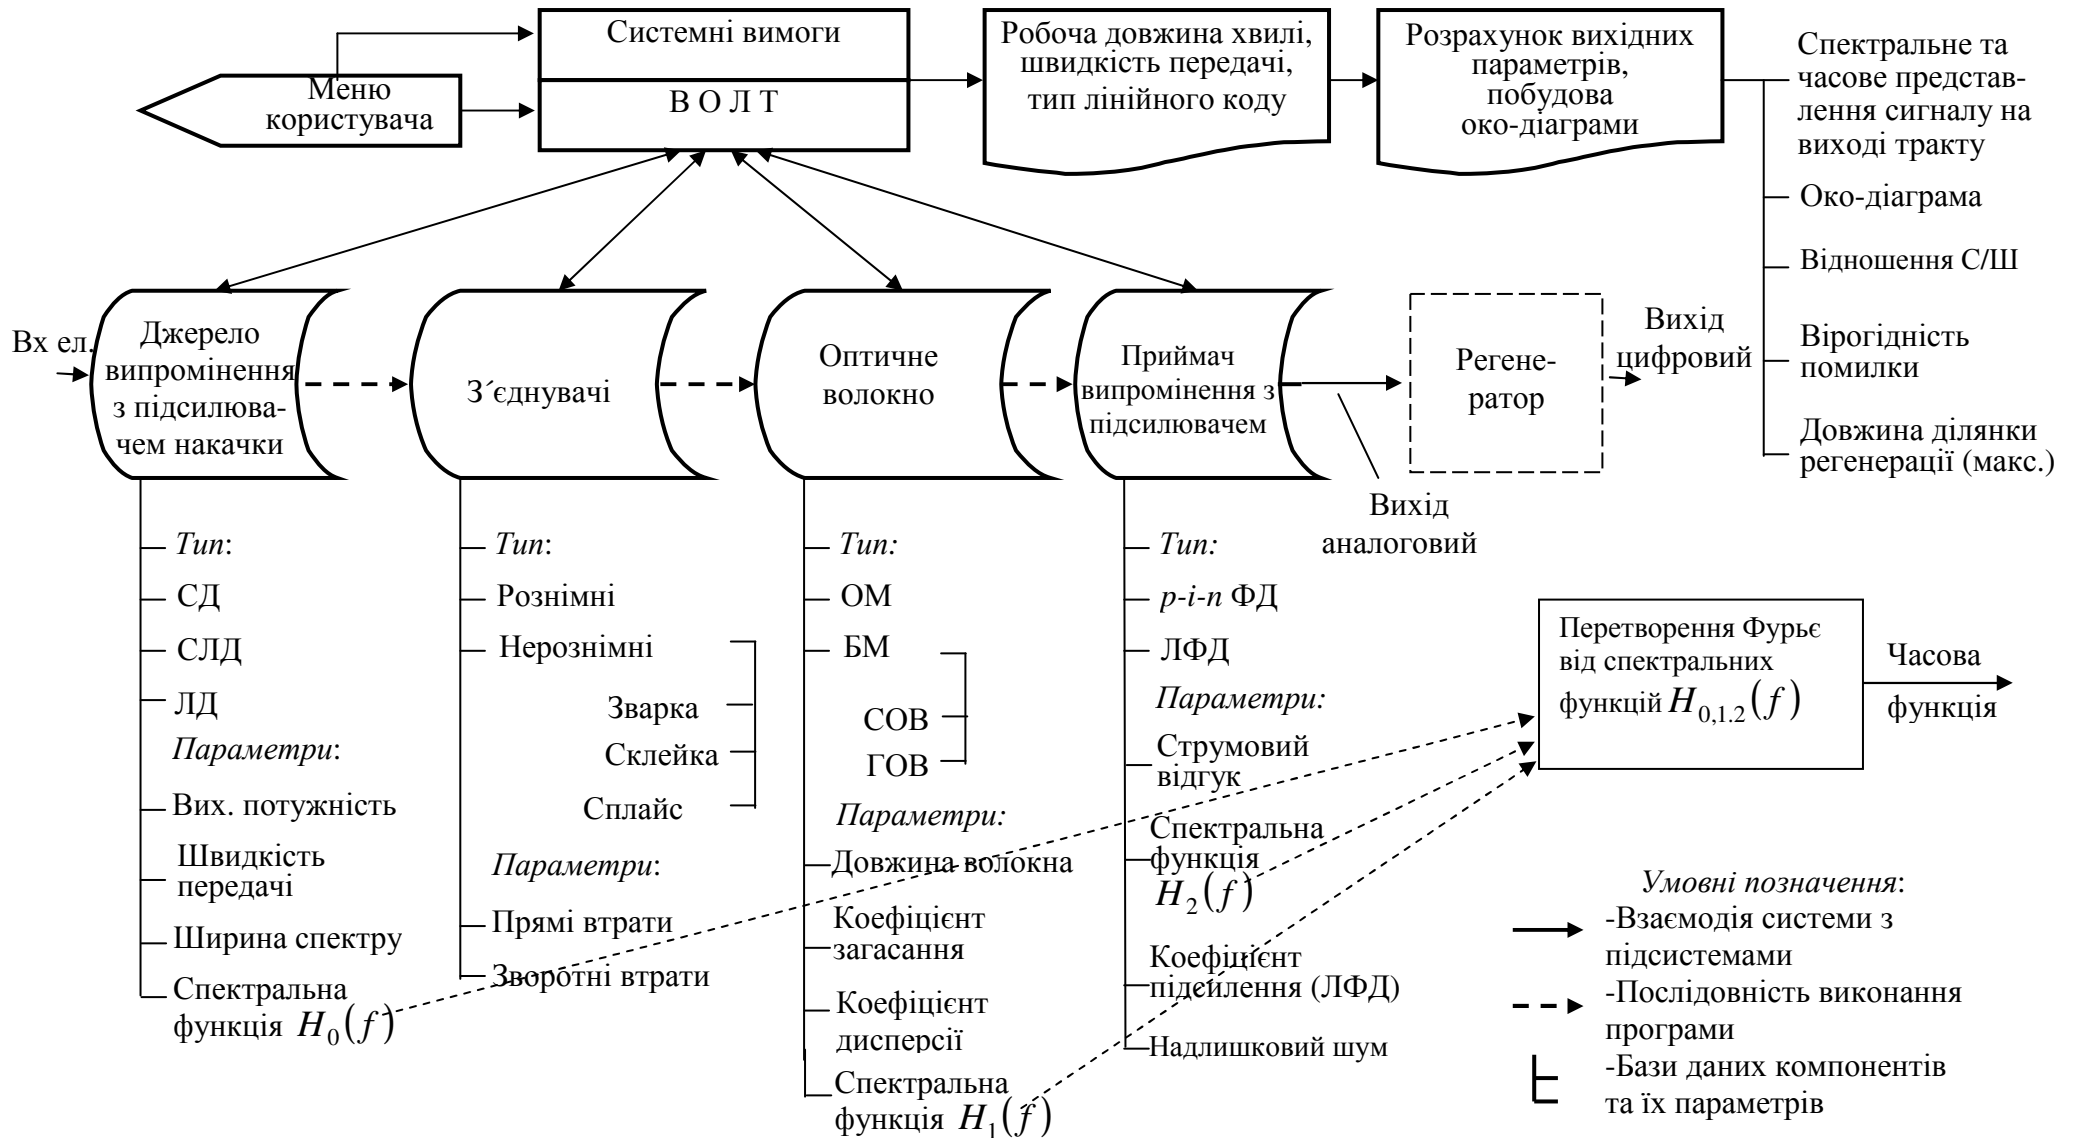 Меню
користувача
Системні вимоги
В О Л Т
Робоча довжина хвилі,
швидкість передачі,
тип лінійного коду
Розрахунок вихідних
параметрів,
побудова
око-діаграми
Спектральне та
часове представ-
лення сигналу на
виході тракту
Око-діаграма
Відношення С/Ш
Вірогідність
помилки
Довжина ділянки
регенерації (макс.)
Вх ел.
Джерело
випромінення
з підсилюва-
чем накачки
З´єднувачі
Оптичне
волокно
Приймач
випромінення з
підсилювачем
Регене-
ратор
Вихід
цифровий
Вихід
аналоговий
Тип:
СД
СЛД
ЛД
Параметри:
Вих. потужність
Швидкість
передачі
Ширина спектру
Спектральна
функція H0(f)
Тип:
Рознімні
Нерознімні
Зварка
Склейка
Сплайс
Параметри:
Прямі втрати
Зворотні втрати
Тип:
ОМ
БМ
СОВ
ГОВ
Параметри:
Довжина волокна
Коефіцієнт
загасання
Коефіцієнт
дисперсії
Спектральна
функція H1(f)
Тип:
p-i-n ФД
ЛФД
Параметри:
Струмовий
відгук
Спектральна
функція
H2(f)
Коефіцієнт
підсилення (ЛФД)
Надлишковий шум
Перетворення Фурьє
від спектральних
функцій H0,1.2(f)
Часова
функція
Умовні позначення:
-Взаємодія системи з
підсистемами
-Послідовність виконання
програми
-Бази даних компонентів
та їх параметрів